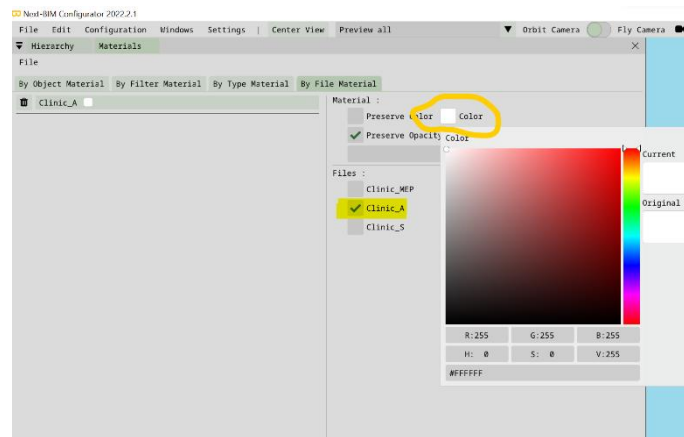 Next-BIM Configurator 2022.2.1
File Edit Configuration Windows Settings | Center View Preview all ▼ Orbit Camera Fly Camera
▼ Hierarchy Materials ×
File
By Object Material By Filter Material By Type Material By File Material
Clinic_A
Material :
Preserve Color Color
Preserve Opacity
Color
Current
Original
R:255 G:255 B:255
H: 0 S: 0 V:255
#FFFFFF
Files :
Clinic_MEP
Clinic_A
Clinic_S